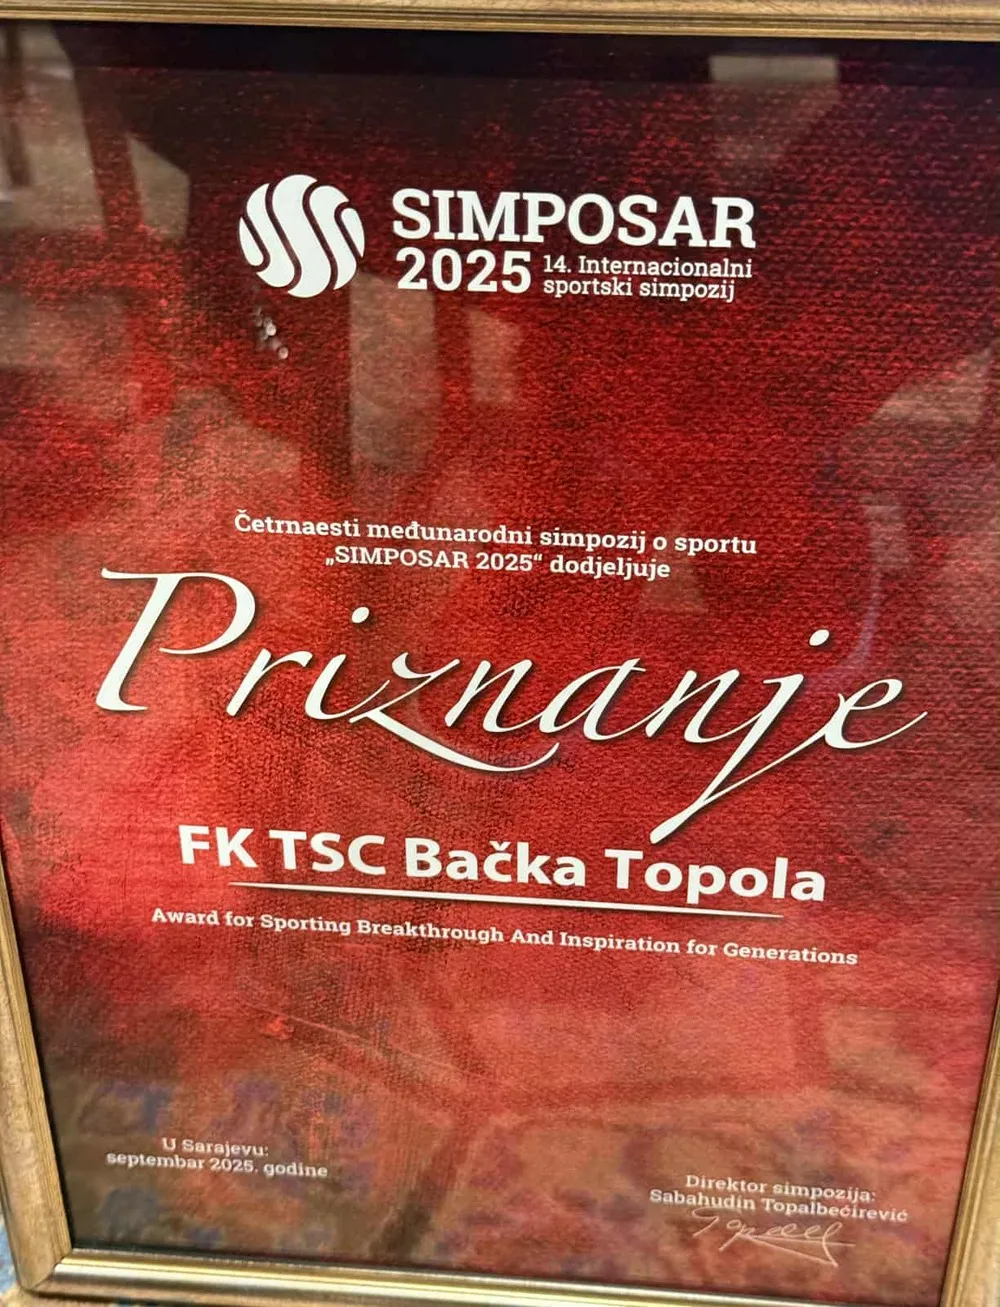 SIMPOSAR
2025 14. Internacionalni
sportski simpozij
Četrnaesti međunarodni simpozij o sportu
„SIMPOSAR 2025“ dodjeljuje
Priznanje
FK TSC Bačka Topola
Award for Sporting Breakthrough And Inspiration for Generations
U Sarajevu:
septembar 2025. godine
Direktor simpozija:
Sabahudin Topalbećirević